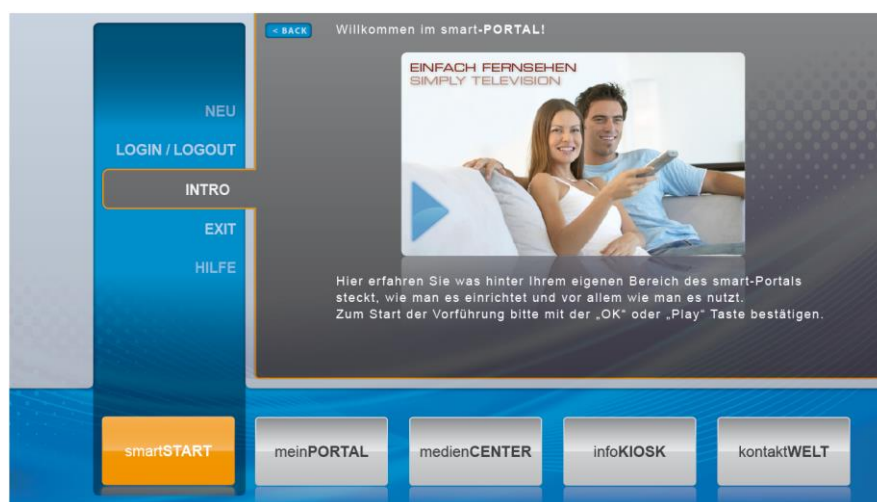 NEU
LOGIN / LOGOUT
INTRO
EXIT
HILFE
< BACK
Willkommen im smart-PORTAL!
EINFACH FERNSEHEN
SIMPLY TELEVISION
Hier erfahren Sie was hinter Ihrem eigenen Bereich des smart-Portals
steckt, wie man es einrichtet und vor allem wie man es nutzt.
Zum Start der Vorführung bitte mit der „OK“ oder „Play“ Taste bestätigen.
smartSTART
meinPORTAL
medienCENTER
infoKIOSK
kontaktWELT